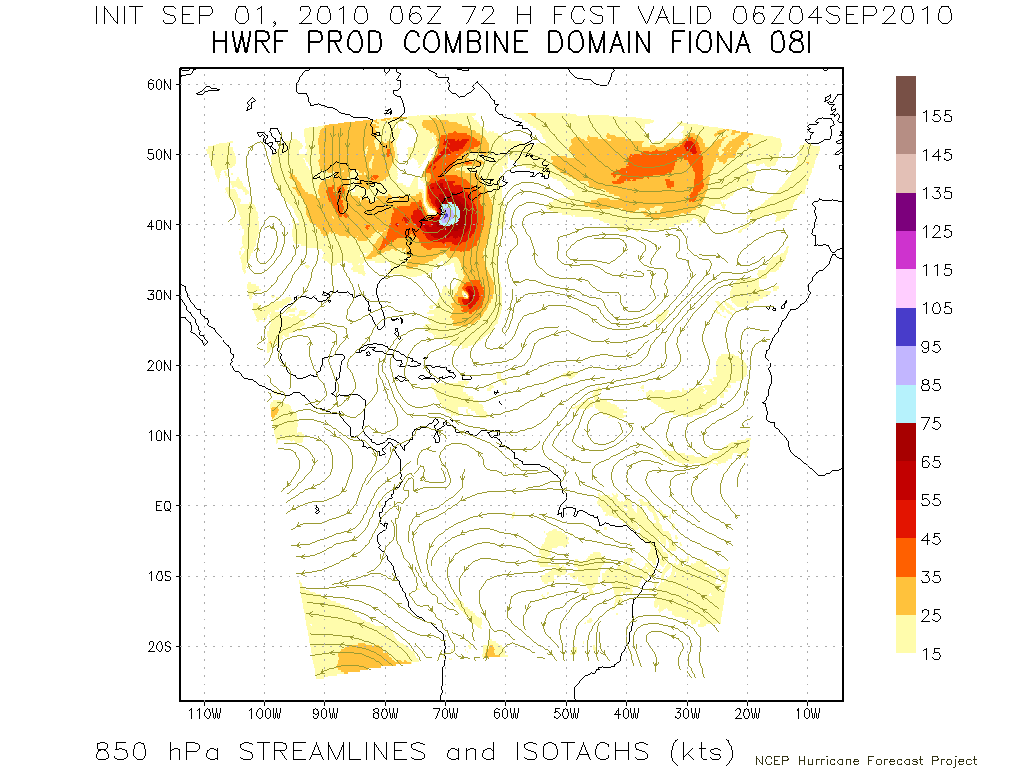 INIT SEP 01, 2010 06Z 72 H FCST VALID 06Z04SEP2010
HWRF PROD COMBINE DOMAIN FIONA 08l
60N
50N
40N
30N
20N
10N
EQ
10S
20S
110W 100W 90W 80W 70W 60W 50W 40W 30W 20W 10W
155
145
135
125
115
105
95
85
75
65
55
45
35
25
15
850 hPa STREAMLINES and ISOTACHS (kts)
NCEP Hurricane Forecast Project